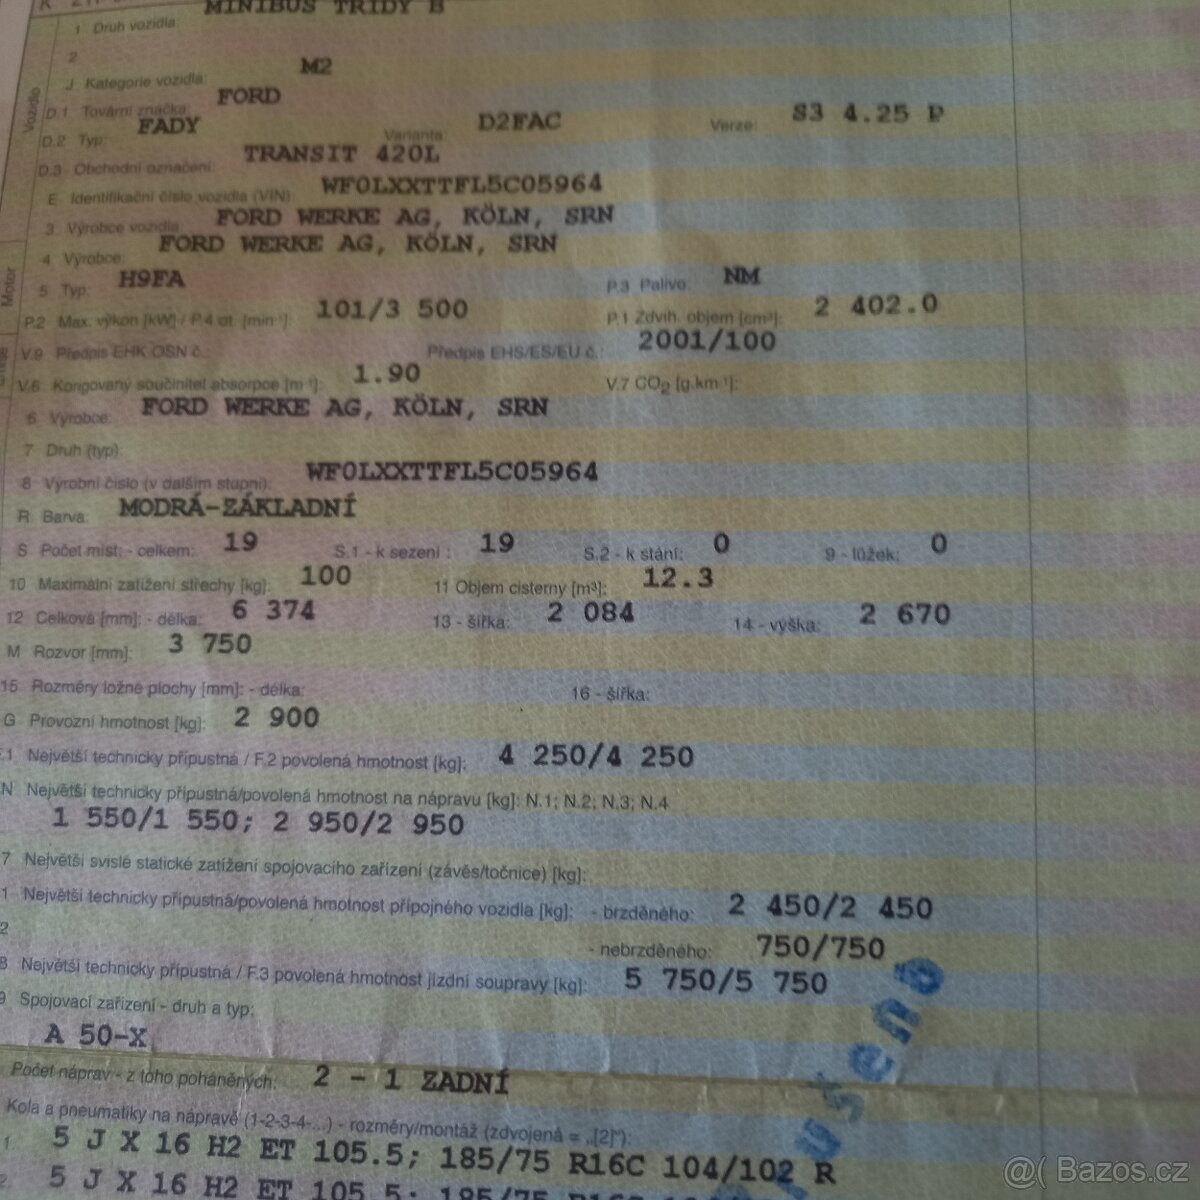 MINIBUS TŘÍDY B
1 Druh vozidla:
2
J Kategorie vozidla: M2
Vozidlo
D.1 Tovární značka: FORD
D.2 Typ: FADY Varianta: D2FAC Verze: S3 4.25 P
D.3 Obchodní označení: TRANSIT 420L
E Identifikační číslo vozidla (VIN) WF0LXXTTFL5C05964
3 Výrobce vozidla: FORD WERKE AG, KÖLN, SRN
4 Výrobce: FORD WERKE AG, KÖLN, SRN
Motor
5 Typ: H9FA P.3 Palivo: NM
P.2 Max. výkon [kW] / P.4 ot. [min⁻¹]: 101/3 500 P.1 Zdvih. objem [cm³]: 2 402.0
V.9 Předpis EHK OSN č.: Předpis EHS/ES/EU č.: 2001/100
V.6 Korigovaný součinitel absorpce [m⁻¹]: 1.90 V.7 CO₂ [g.km⁻¹]:
6 Výrobce: FORD WERKE AG, KÖLN, SRN
7 Druh (typ):
8 Výrobní číslo (v dalším stupni): WF0LXXTTFL5C05964
R Barva: MODRÁ-ZÁKLADNÍ
S Počet míst: - celkem: 19 S.1 - k sezení : 19 S.2 - k stání: 0 9 - lůžek: 0
10 Maximální zatížení střechy [kg]: 100 11 Objem cisterny [m³]: 12.3
12 Celková [mm]: - délka: 6 374 13 - šířka: 2 084 14 - výška: 2 670
M Rozvor [mm]: 3 750
15 Rozměry ložné plochy [mm]: - délka: 16 - šířka:
G Provozní hmotnost [kg]: 2 900
.1 Největší technicky přípustná / F.2 povolená hmotnost [kg]: 4 250/4 250
N Největší technicky přípustná/povolená hmotnost na nápravu [kg]: N.1; N.2; N.3; N.4
1 550/1 550; 2 950/2 950
7 Největší svislé statické zatížení spojovacího zařízení (závěs/točnice) [kg]:
1 Největší technicky přípustná/povolená hmotnost přípojného vozidla [kg]: - brzděného: 2 450/2 450
2 - nebrzděného: 750/750
8 Největší technicky přípustná / F.3 povolená hmotnost jízdní soupravy [kg]: 5 750/5 750
9 Spojovací zařízení - druh a typ:
A 50-X
Počet náprav - z toho poháněných: 2 - 1 ZADNÍ
Kola a pneumatiky na nápravě (1-2-3-4-...) - rozměry/montáž (zdvojená = „[2]"):
1 5 J X 16 H2 ET 105.5; 185/75 R16C 104/102 R
2. 5 J X 16 H2 ET 105.5; 195/75
@( Bazos.cz